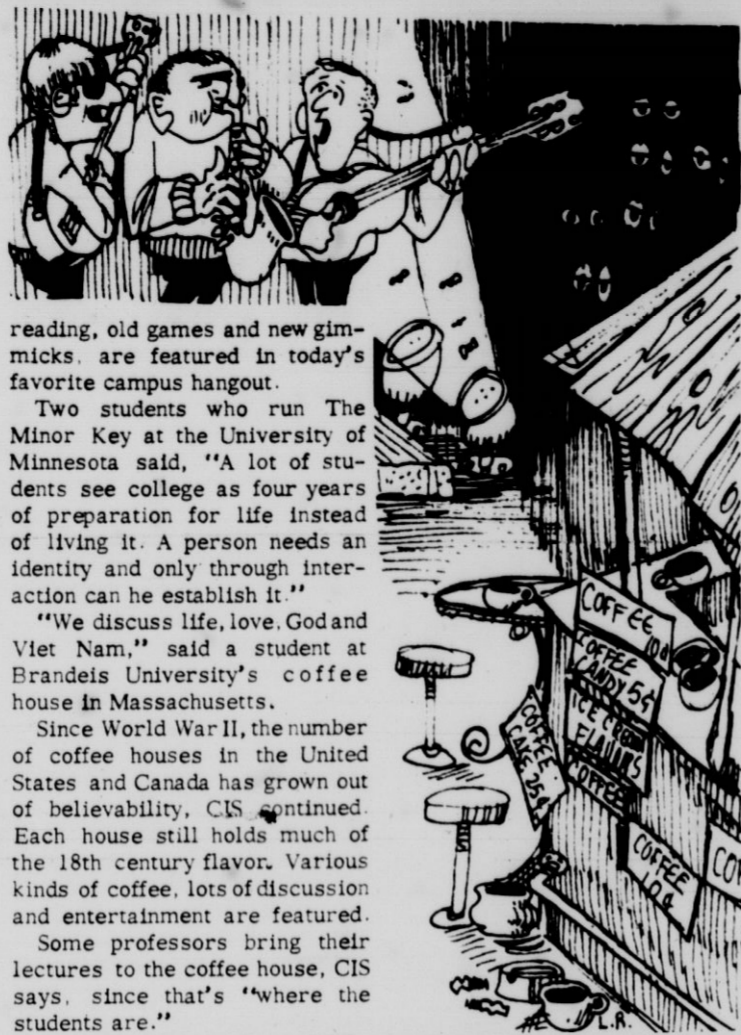 reading, old games and new gim-
micks, are featured in today's
favorite campus hangout.
Two students who run The
Minor Key at the University of
Minnesota said, "A lot of stu-
dents see college as four years
of preparation for life instead
of living it. A person needs an
identity and only through inter-
action can he establish it."
"We discuss life, love, God and
Viet Nam," said a student at
Brandeis University's coffee
house in Massachusetts.
Since World War II, the number
of coffee houses in the United
States and Canada has grown out
of believability, CIS continued.
Each house still holds much of
the 18th century flavor. Various
kinds of coffee, lots of discussion
and entertainment are featured.
Some professors bring their
lectures to the coffee house, CIS
says, since that's "where the
students are."
COFFEE
10¢
COFFEE
CANDY 5¢
ICE CREAM
FLAVORS
COFFEE
COFFEE
CAKE 25¢
COFFEE
10¢
CO
L.R.